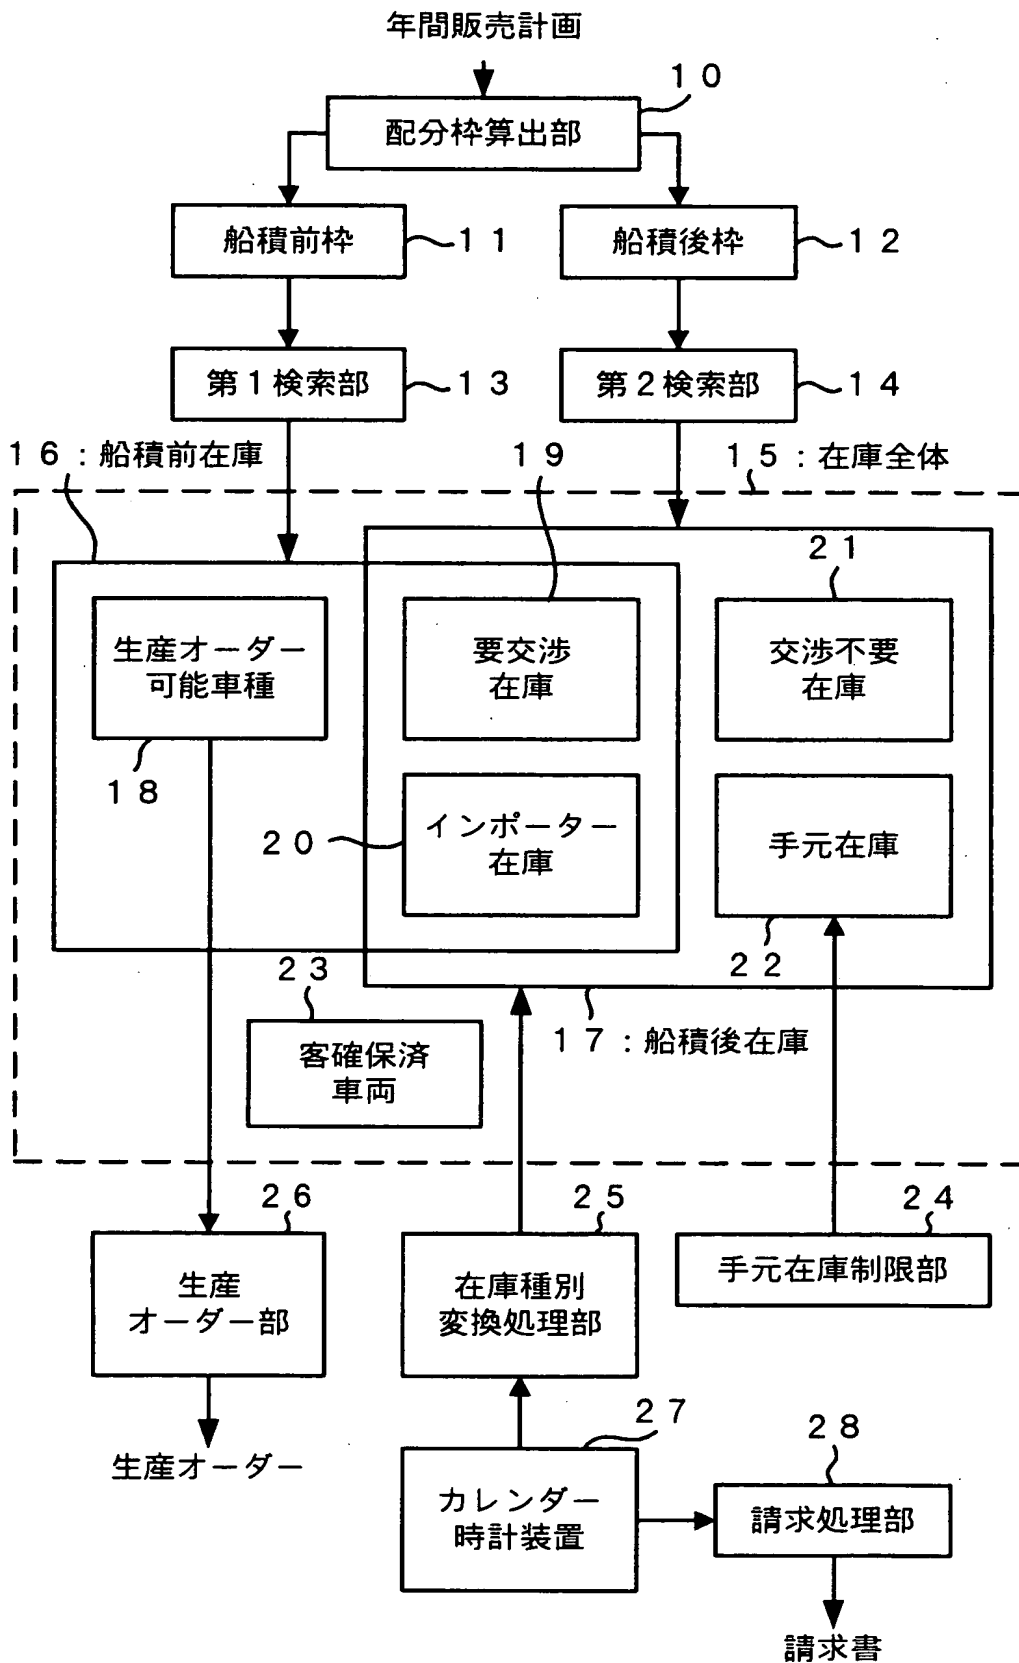 年間販売計画
１０
配分枠算出部
船積前枠
１１
船積後枠
１２
第１検索部
１３
第２検索部
１４
１６：船積前在庫
１９
１５：在庫全体
２１
生産オーダー
可能車種
要交渉
在庫
交渉不要
在庫
１８
２０
インポーター
在庫
手元在庫
２２
２３
１７：船積後在庫
客確保済
車両
２６
２５
２４
生産
オーダー部
在庫種別
変換処理部
手元在庫制限部
２７
２８
生産オーダー
カレンダー
時計装置
請求処理部
請求書